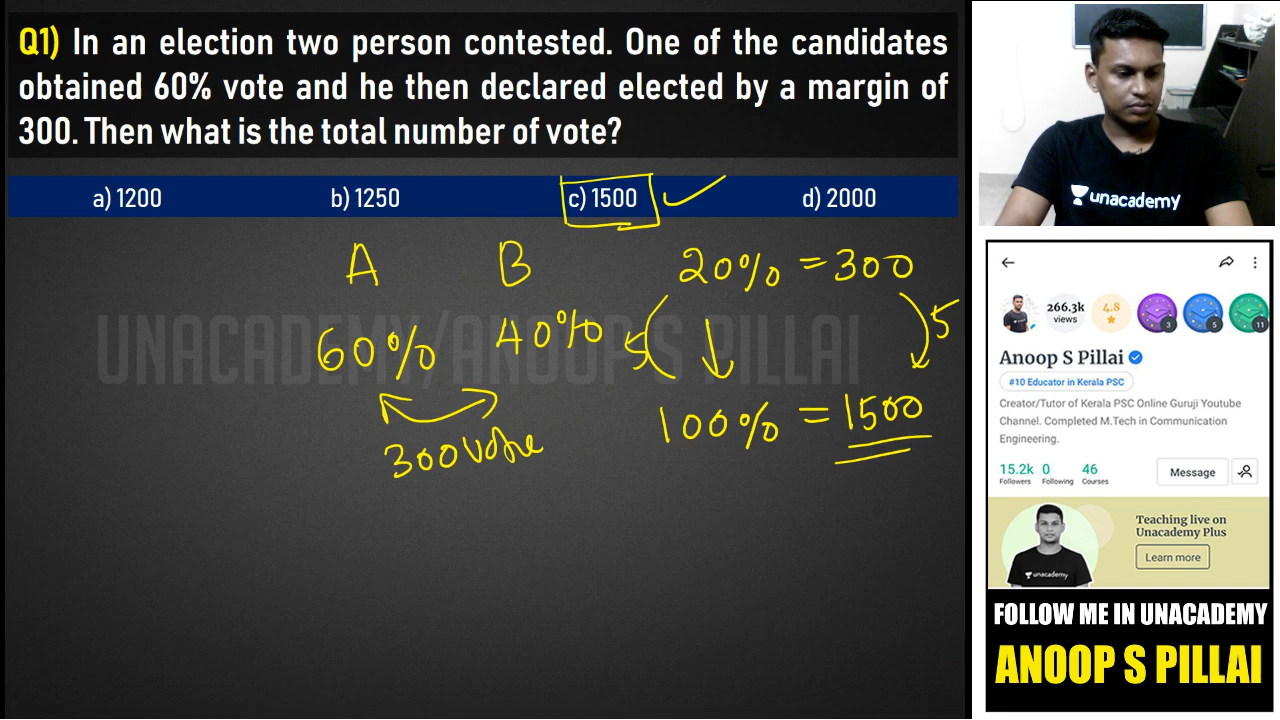 Q1) In an election two person contested. One of the candidates
obtained 60% vote and he then declared elected by a margin of
300. Then what is the total number of vote?
a) 1200 b) 1250 c) 1500 d) 2000
A B
60% 40%
300 vote
20% = 300
5 5
100% = 1500
UNACADEMY/ANOOP S PILLAI
unacademy
266.3k 4.8 3 5 11
views
Anoop S Pillai
#10 Educator in Kerala PSC
Creator/Tutor of Kerala PSC Online Guruji Youtube
Channel. Completed M.Tech in Communication
Engineering.
15.2k 0 46
Followers Following Courses
Message
Teaching live on
Unacademy Plus
Learn more
unacademy
FOLLOW ME IN UNACADEMY
ANOOP S PILLAI